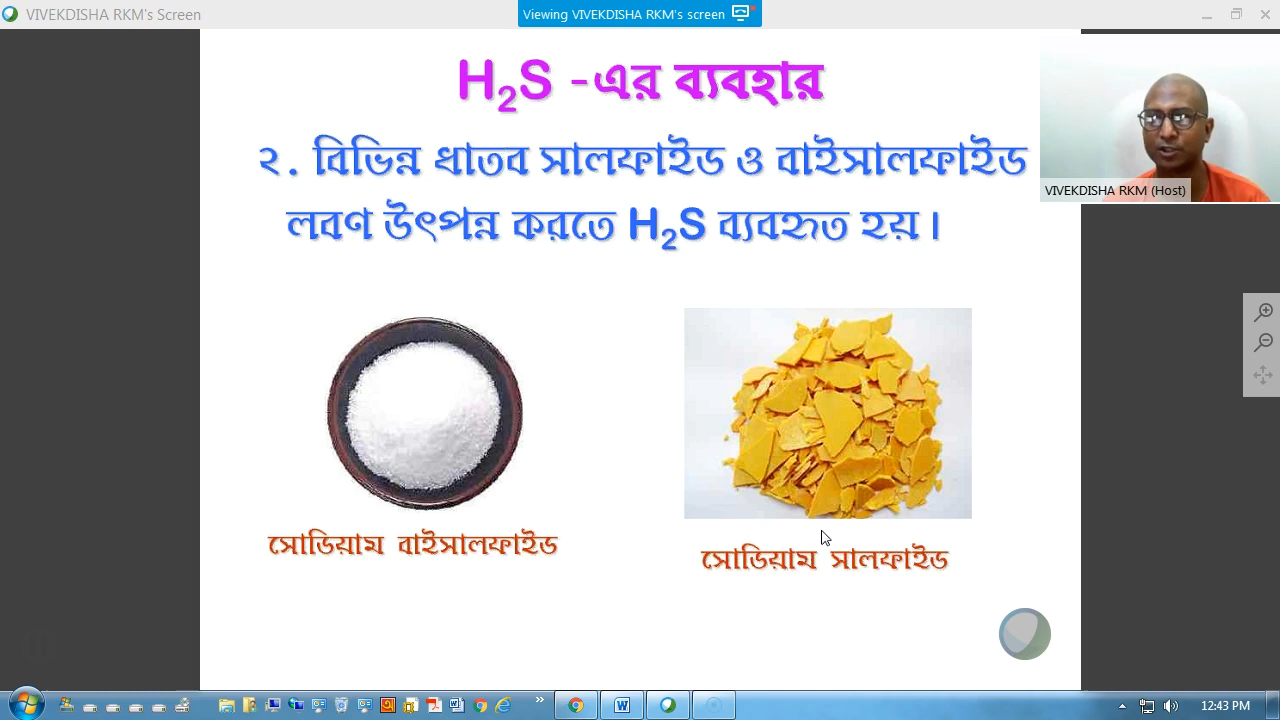 VIVEKDISHA RKM's Screen
Viewing VIVEKDISHA RKM's screen
H₂S -এর ব্যবহার
২. বিভিন্ন ধাতব সালফাইড ও বাইসালফাইড
লবণ উৎপন্ন করতে H₂S ব্যবহৃত হয়।
VIVEKDISHA RKM (Host)
সোডিয়াম বাইসালফাইড
সোডিয়াম সালফাইড
12:43 PM